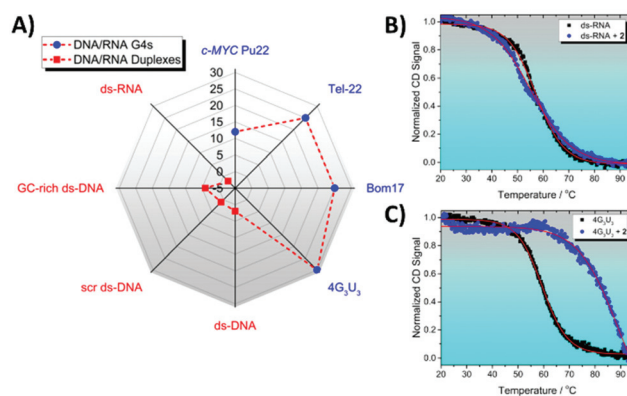 A)
DNA/RNA G4s
DNA/RNA Duplexes
c-MYC Pu22
Tel-22
Bom17
4G₃U₃
ds-DNA
scr ds-DNA
GC-rich ds-DNA
ds-RNA
30
25
20
15
10
5
0
-5
B)
ds-RNA
ds-RNA + 2
Normalized CD Signal
1.0
0.8
0.6
0.4
0.2
0.0
20 30 40 50 60 70 80 90
Temperature / °C
C)
4G₃U₃
4G₃U₃ + 2
Normalized CD Signal
1.0
0.8
0.6
0.4
0.2
0.0
20 30 40 50 60 70 80 90
Temperature / °C